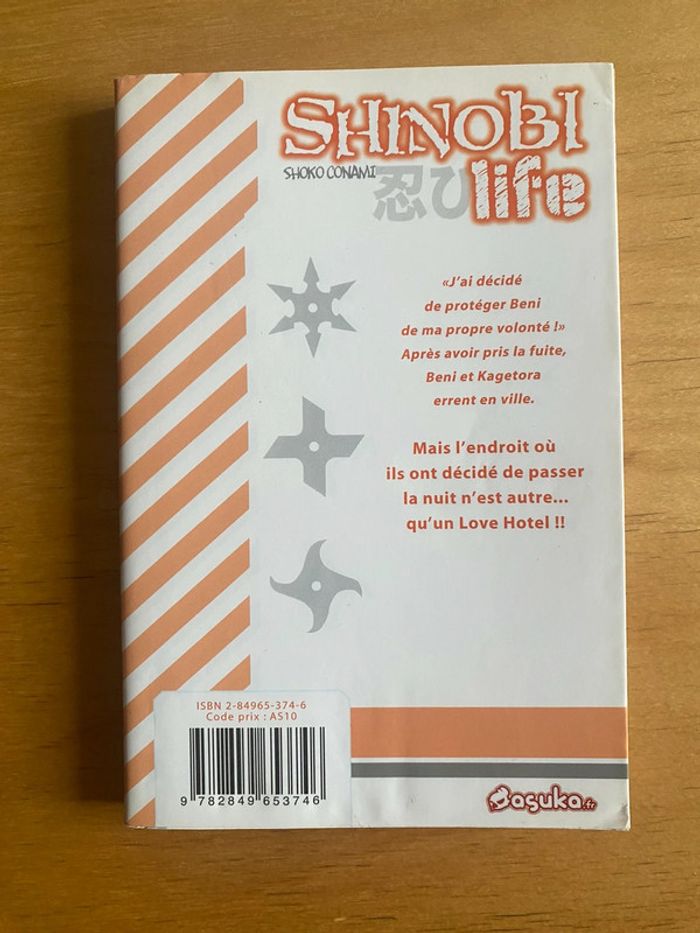 SHINOBI
SHOKO CONAMI
忍び life
«J'ai décidé
de protéger Beni
de ma propre volonté !»
Après avoir pris la fuite,
Beni et Kagetora
errent en ville.
Mais l'endroit où
ils ont décidé de passer
la nuit n'est autre...
qu'un Love Hotel !!
ISBN 2-84965-374-6
Code prix : AS10
9 782849 653746
asuka.fr